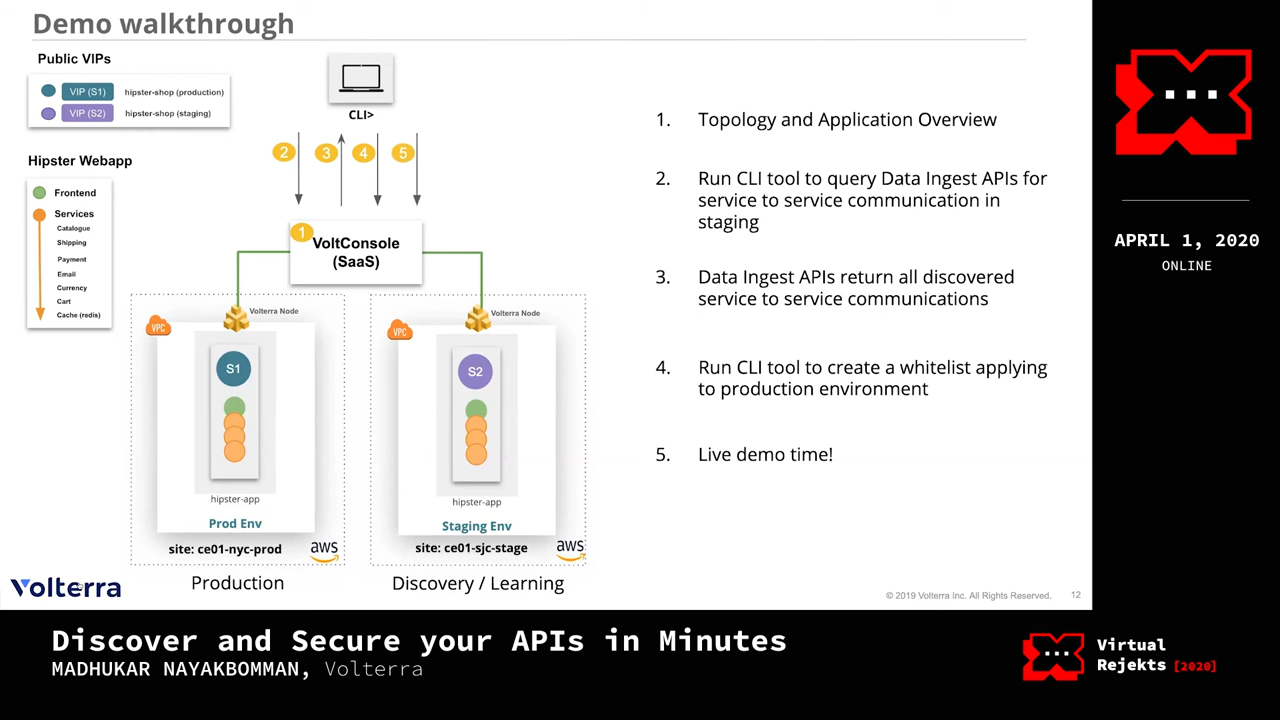 Demo walkthrough
Public VIPs
VIP (S1) hipster-shop (production)
VIP (S2) hipster-shop (staging)
Hipster Webapp
Frontend
Services
Catalogue
Shipping
Payment
Email
Currency
Cart
Cache (redis)
CLI>
2 3 4 5
1
VoltConsole
(SaaS)
Volterra Node
Volterra Node
VPC
VPC
S1
S2
hipster-app
hipster-app
Prod Env
Staging Env
site: ce01-nyc-prod
aws
site: ce01-sjc-stage
aws
Production
Discovery / Learning
1. Topology and Application Overview
2. Run CLI tool to query Data Ingest APIs for
service to service communication in
staging
3. Data Ingest APIs return all discovered
service to service communications
4. Run CLI tool to create a whitelist applying
to production environment
5. Live demo time!
Volterra
© 2019 Volterra Inc. All Rights Reserved.
12
APRIL 1, 2020
ONLINE
Discover and Secure your APIs in Minutes
MADHUKAR NAYAKBOMMAN, Volterra
Virtual
Rejekts [2020]